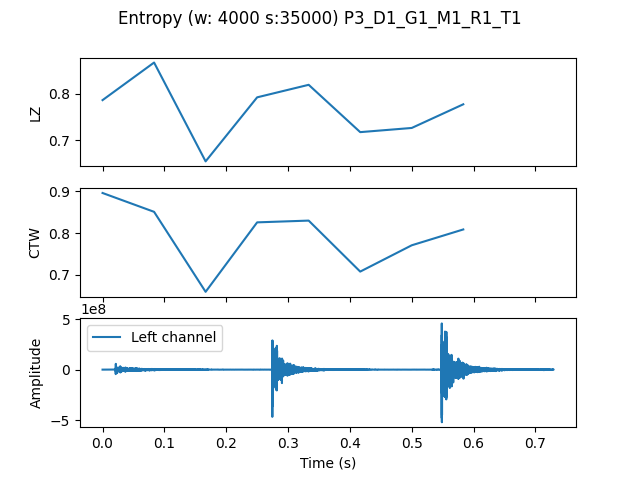 Entropy (w: 4000 s:35000) P3_D1_G1_M1_R1_T1
0.8
0.7
LZ
0.9
0.8
0.7
CTW
1e8
5
0
−5
Amplitude
Left channel
0.0 0.1 0.2 0.3 0.4 0.5 0.6 0.7
Time (s)